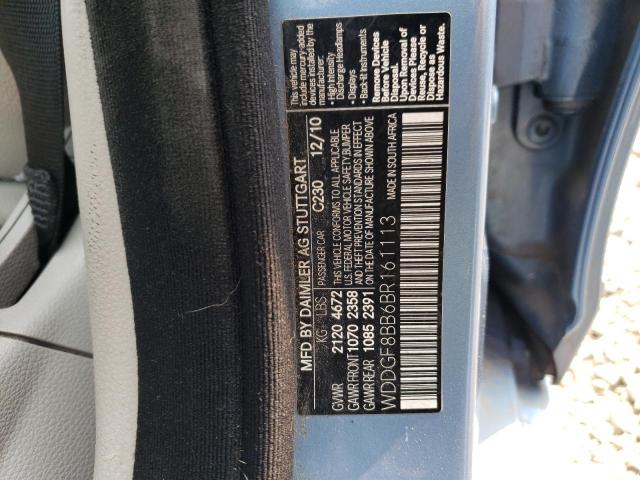 MFD BY DAIMLER AG STUTTGART
PASSENGER CAR C230 12/10
KG LBS
GVWR 2120 4672
GAWR FRONT 1070 2358
GAWR REAR 1085 2391
THIS VEHICLE CONFORMS TO ALL APPLICABLE
U.S. FEDERAL MOTOR VEHICLE SAFETY, BUMPER
AND THEFT PREVENTION STANDARDS IN EFFECT
ON THE DATE OF MANUFACTURE SHOWN ABOVE
WDDGF8BB6BR161113
MADE IN SOUTH AFRICA
This vehicle may
include mercury-added
devices installed by the
manufacturer:
• High Intensity
Discharge Headlamps
• Displays
• Back-lit instruments
Remove Devices
Before Vehicle
Disposal.
Upon Removal of
Devices Please
Reuse, Recycle or
Dispose as
Hazardous Waste.